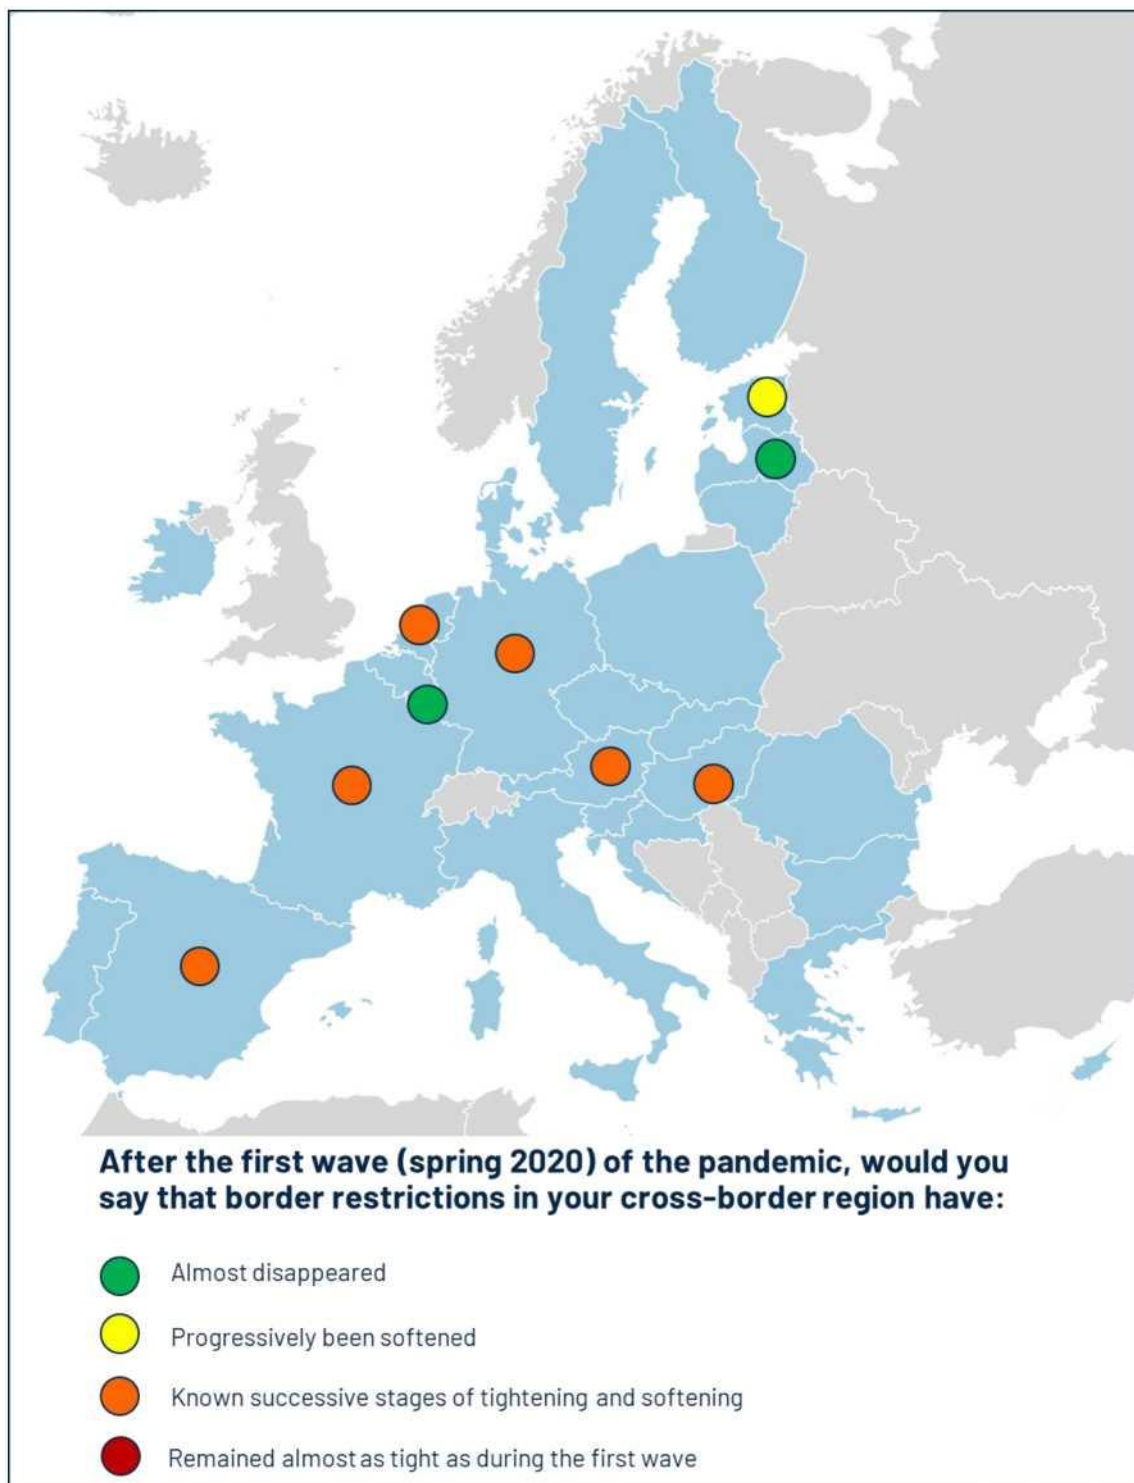 After the first wave (spring 2020) of the pandemic, would you
say that border restrictions in your cross-border region have:
Almost disappeared
Progressively been softened
Known successive stages of tightening and softening
Remained almost as tight as during the first wave